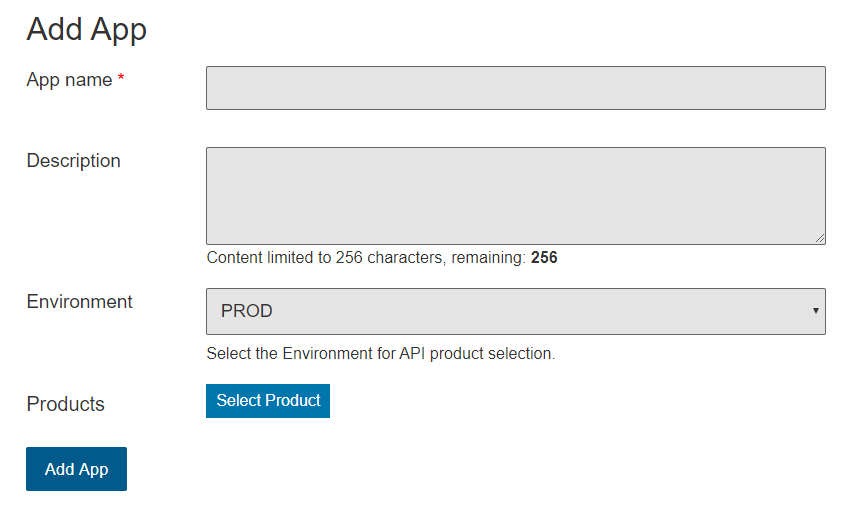 Add App
App name *
Description
Content limited to 256 characters, remaining: 256
Environment
PROD
Select the Environment for API product selection.
Products
Select Product
Add App